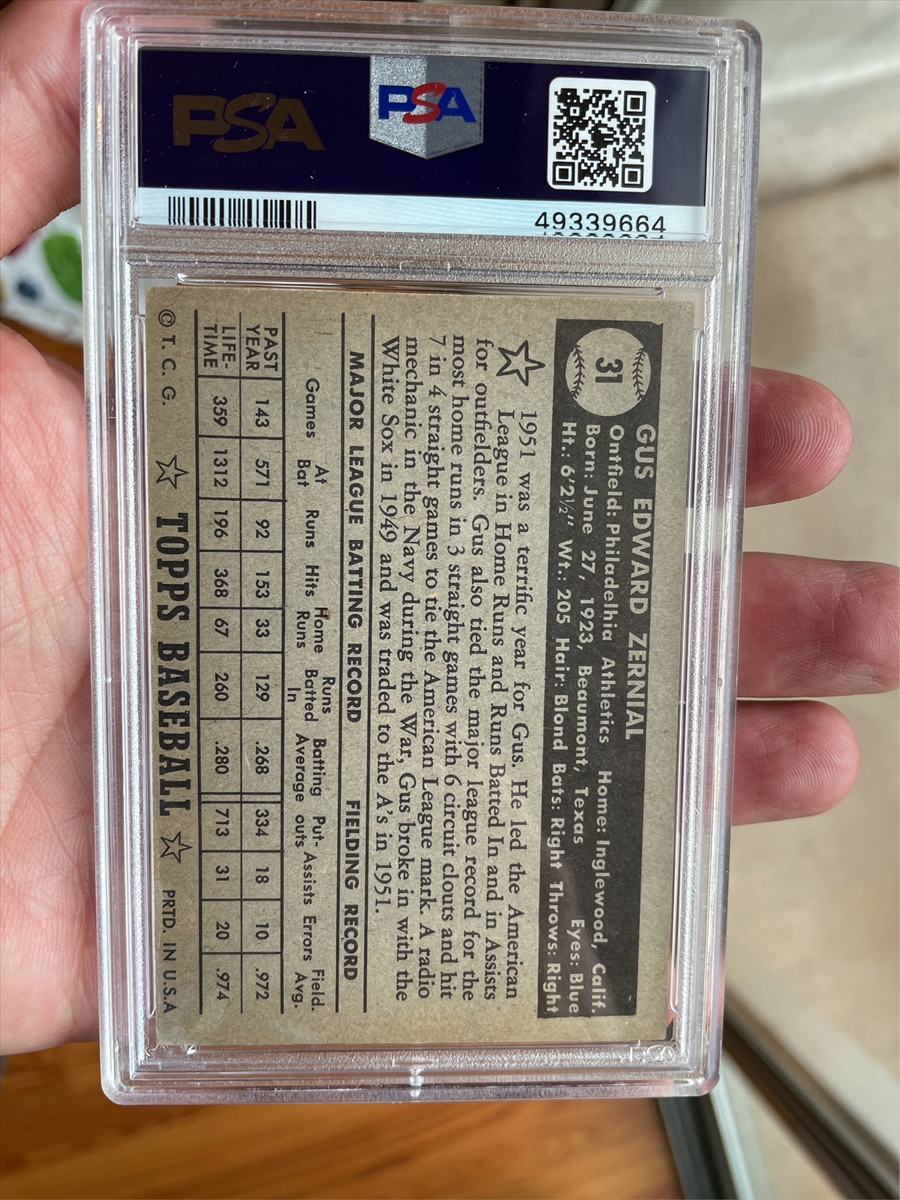 PSA
PSA
49339664
31
GUS EDWARD ZERNIAL
Outfield: Philadelhia Athletics Home: Inglewood, Calif.
Born: June 27, 1923, Beaumont, Texas Eyes: Blue
Ht.: 6'2½" Wt.: 205 Hair: Blond Bats: Right Throws: Right
1951 was a terrific year for Gus. He led the American
League in Home Runs and Runs Batted In and in Assists
for outfielders. Gus also tied the major league record for the
most home runs in 3 straight games with 6 circuit clouts and hit
7 in 4 straight games to tie the American League mark. A radio
mechanic in the Navy during the War, Gus broke in with the
White Sox in 1949 and was traded to the A's in 1951.
MAJOR LEAGUE BATTING RECORD FIELDING RECORD
Games At Bat Runs Hits Home Runs Runs Batted In Batting Average Put-outs Assists Errors Field. Avg.
PAST YEAR 143 571 92 153 33 129 .268 334 18 10 .972
LIFE-TIME 359 1312 196 368 67 260 .280 713 31 20 .974
© T. C. G. TOPPS BASEBALL PRTD. IN U.S.A